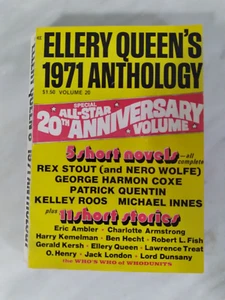 ELLERY QUEEN'S
1971 ANTHOLOGY
$1.50 VOLUME 20
SPECIAL
ALL-STAR
20th ANNIVERSARY
VOLUME
5 short novels—all
complete
REX STOUT (and NERO WOLFE)
GEORGE HARMON COXE
PATRICK QUENTIN
KELLEY ROOS MICHAEL INNES
plus 11 short stories
Eric Ambler - Charlotte Armstrong
Harry Kemelman - Ben Hecht - Robert L. Fish
Gerald Kersh - Ellery Queen - Lawrence Treat
O. Henry - Jack London - Lord Dunsany
the WHO'S WHO of WHODUNITS